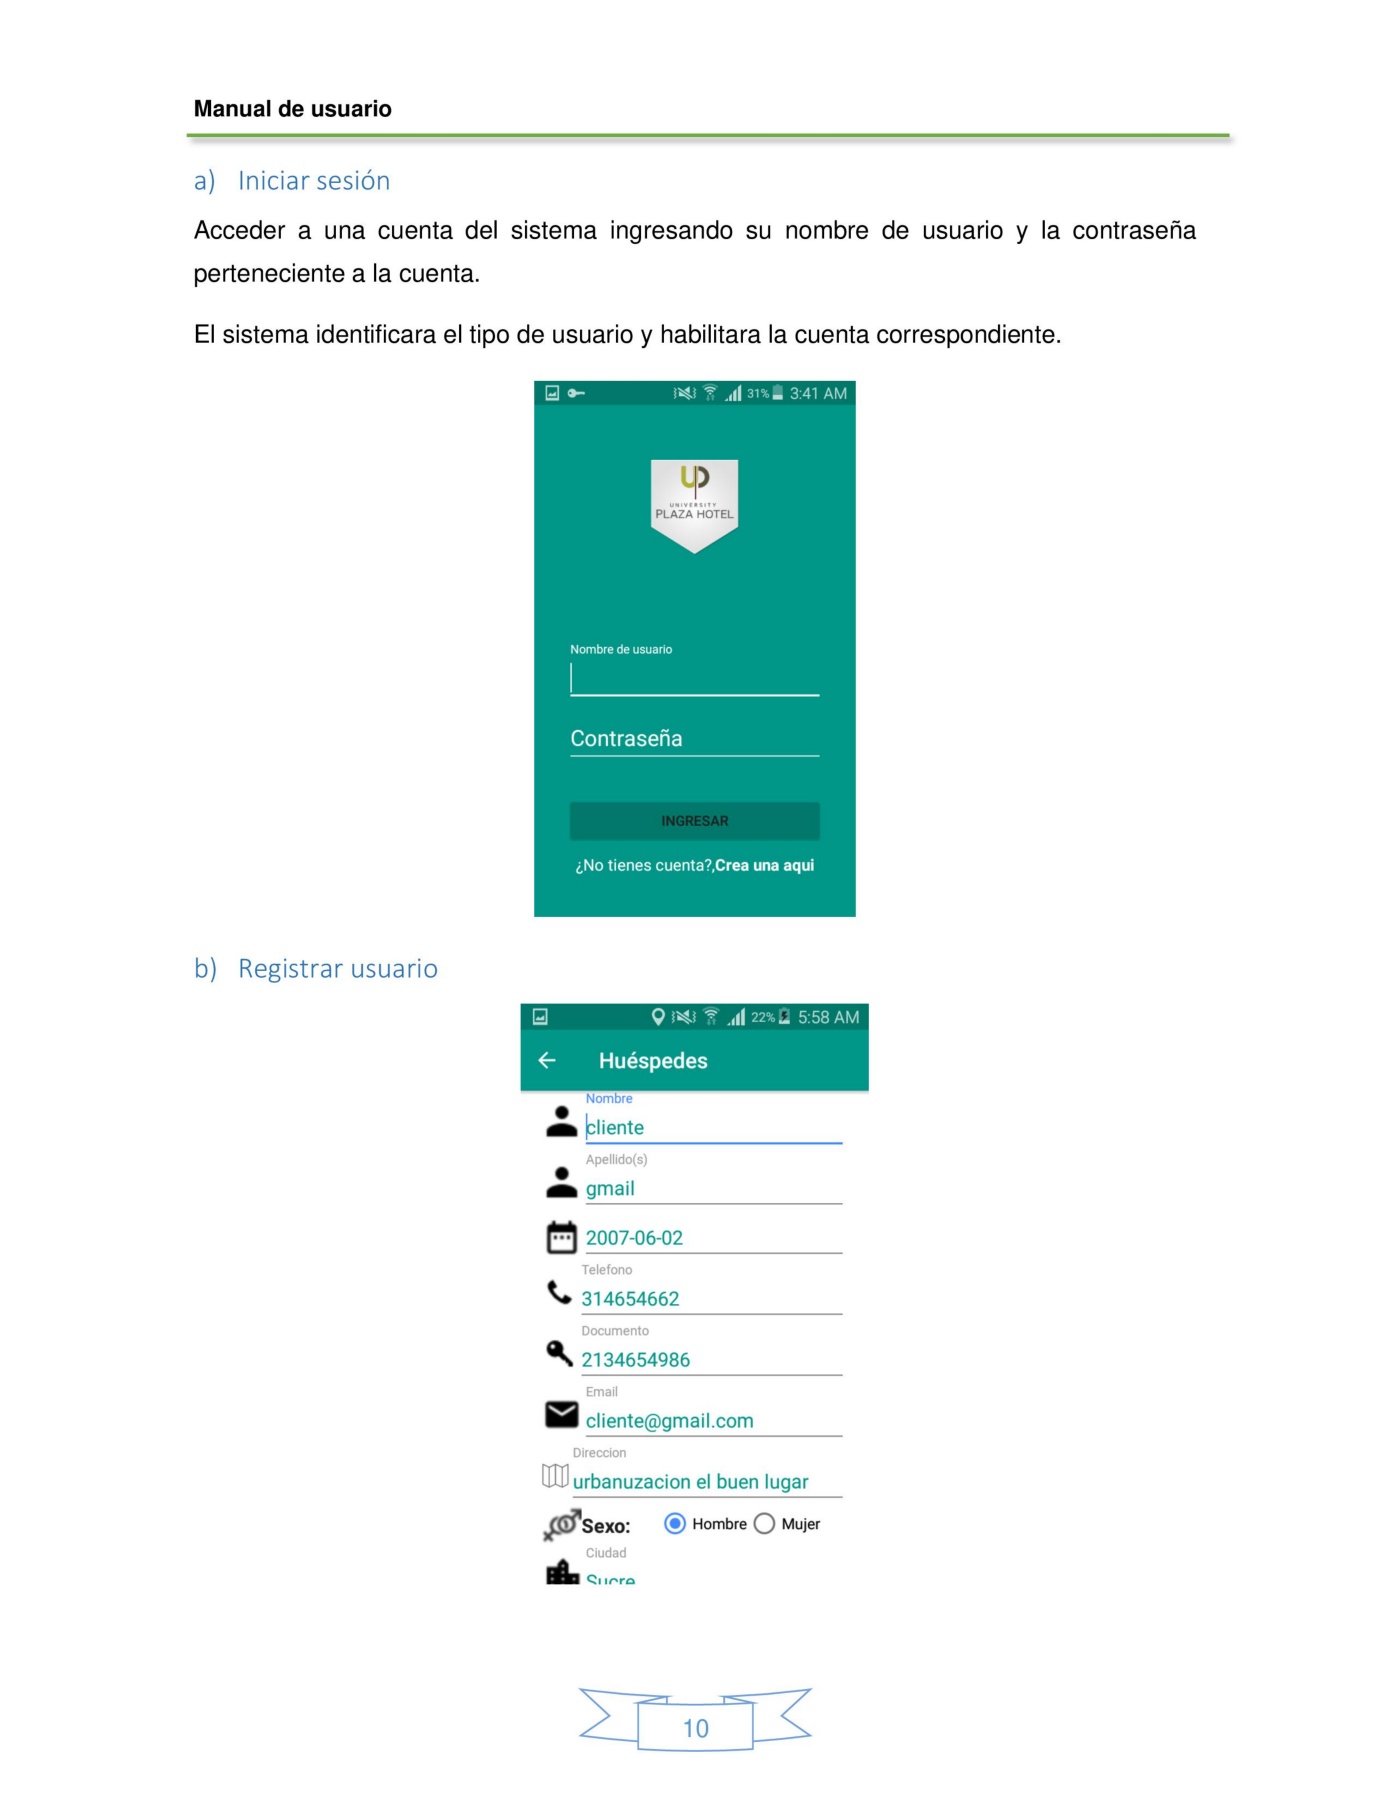 Manual de usuario
a) Iniciar sesión
Acceder a una cuenta del sistema ingresando su nombre de usuario y la contraseña
perteneciente a la cuenta.
El sistema identificara el tipo de usuario y habilitara la cuenta correspondiente.
31% 3:41 AM
UP
UNIVERSITY
PLAZA HOTEL
Nombre de usuario
Contraseña
INGRESAR
¿No tienes cuenta?,Crea una aqui
b) Registrar usuario
22% 5:58 AM
Huéspedes
Nombre
cliente
Apellido(s)
gmail
2007-06-02
Telefono
314654662
Documento
2134654986
Email
cliente@gmail.com
Direccion
urbanuzacion el buen lugar
Sexo: Hombre Mujer
Ciudad
Sucre
10